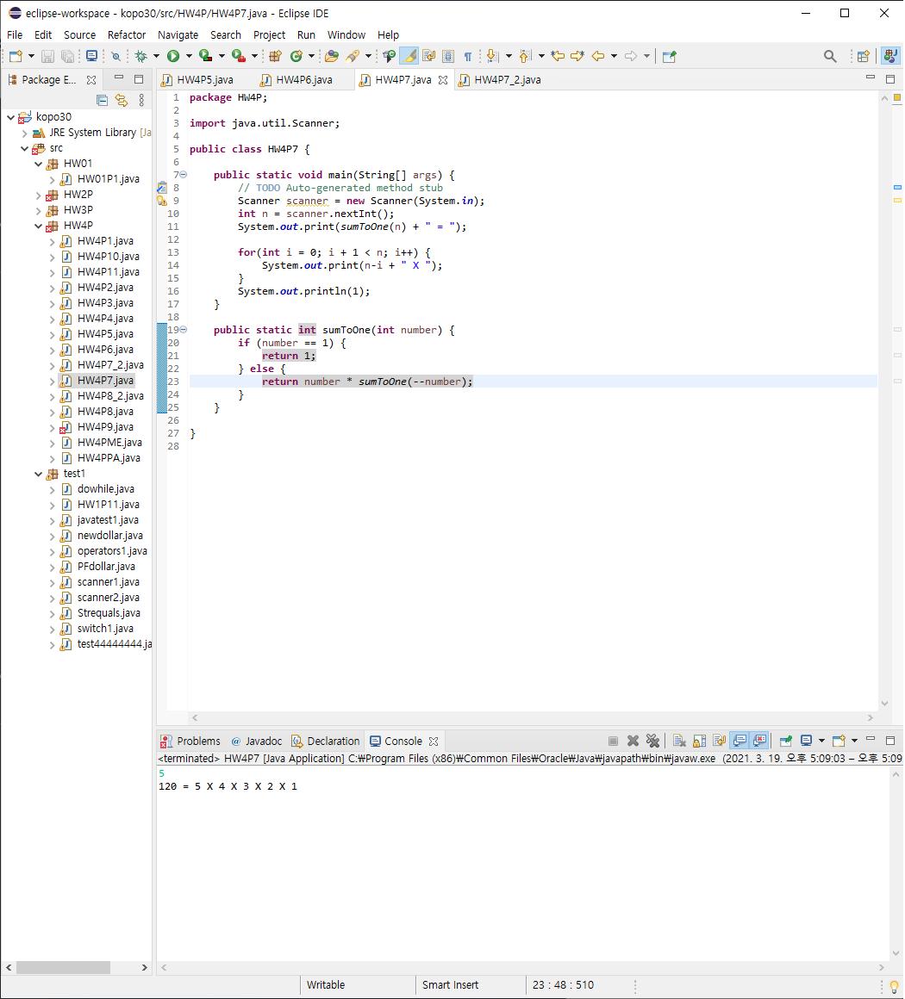 eclipse-workspace - kopo30/src/HW4P/HW4P7.java - Eclipse IDE
File Edit Source Refactor Navigate Search Project Run Window Help
Package E...
HW4P5.java HW4P6.java HW4P7.java HW4P7_2.java
kopo30
JRE System Library [Ja
src
HW01
HW01P1.java
HW2P
HW3P
HW4P
HW4P1.java
HW4P10.java
HW4P11.java
HW4P2.java
HW4P3.java
HW4P4.java
HW4P5.java
HW4P6.java
HW4P7_2.java
HW4P7.java
HW4P8_2.java
HW4P8.java
HW4P9.java
HW4PME.java
HW4PPA.java
test1
dowhile.java
HW1P11.java
javatest1.java
newdollar.java
operators1.java
PFdollar.java
scanner1.java
scanner2.java
Strequals.java
switch1.java
test44444444.ja
1 package HW4P;
2
3 import java.util.Scanner;
4
5 public class HW4P7 {
6
7 public static void main(String[] args) {
8 // TODO Auto-generated method stub
9 Scanner scanner = new Scanner(System.in);
10 int n = scanner.nextInt();
11 System.out.print(sumToOne(n) + " = ");
12
13 for(int i = 0; i + 1 < n; i++) {
14 System.out.print(n-i + " X ");
15 }
16 System.out.println(1);
17 }
18
19 public static int sumToOne(int number) {
20 if (number == 1) {
21 return 1;
22 } else {
23 return number * sumToOne(--number);
24 }
25 }
26
27 }
28
Problems @ Javadoc Declaration Console
<terminated> HW4P7 [Java Application] C:₩Program Files (x86)₩Common Files₩Oracle₩Java₩javapath₩bin₩javaw.exe (2021. 3. 19. 오후 5:09:03 – 오후 5:09
5
120 = 5 X 4 X 3 X 2 X 1
Writable Smart Insert 23 : 48 : 510